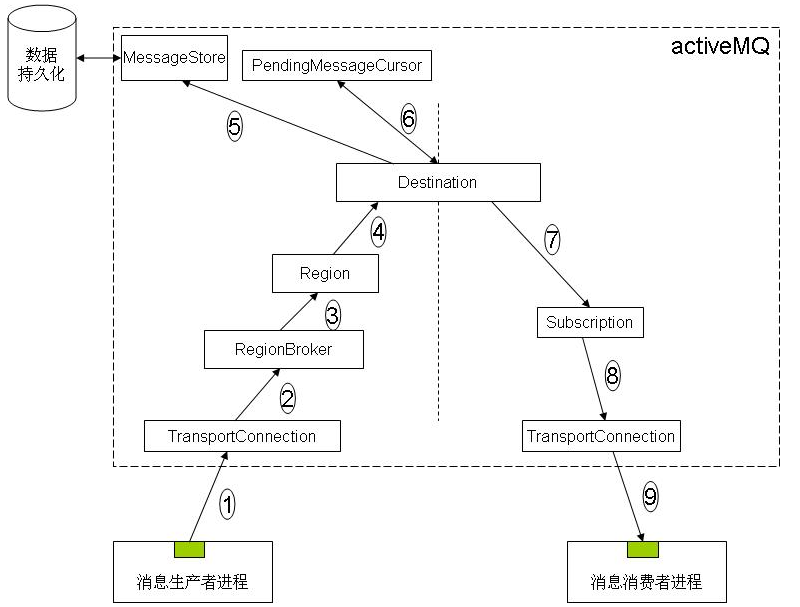 数据
持久化
MessageStore
PendingMessageCursor
activeMQ
⑤
⑥
Destination
④
⑦
Region
③
Subscription
RegionBroker
②
⑧
TransportConnection
TransportConnection
①
⑨
消息生产者进程
消息消费者进程